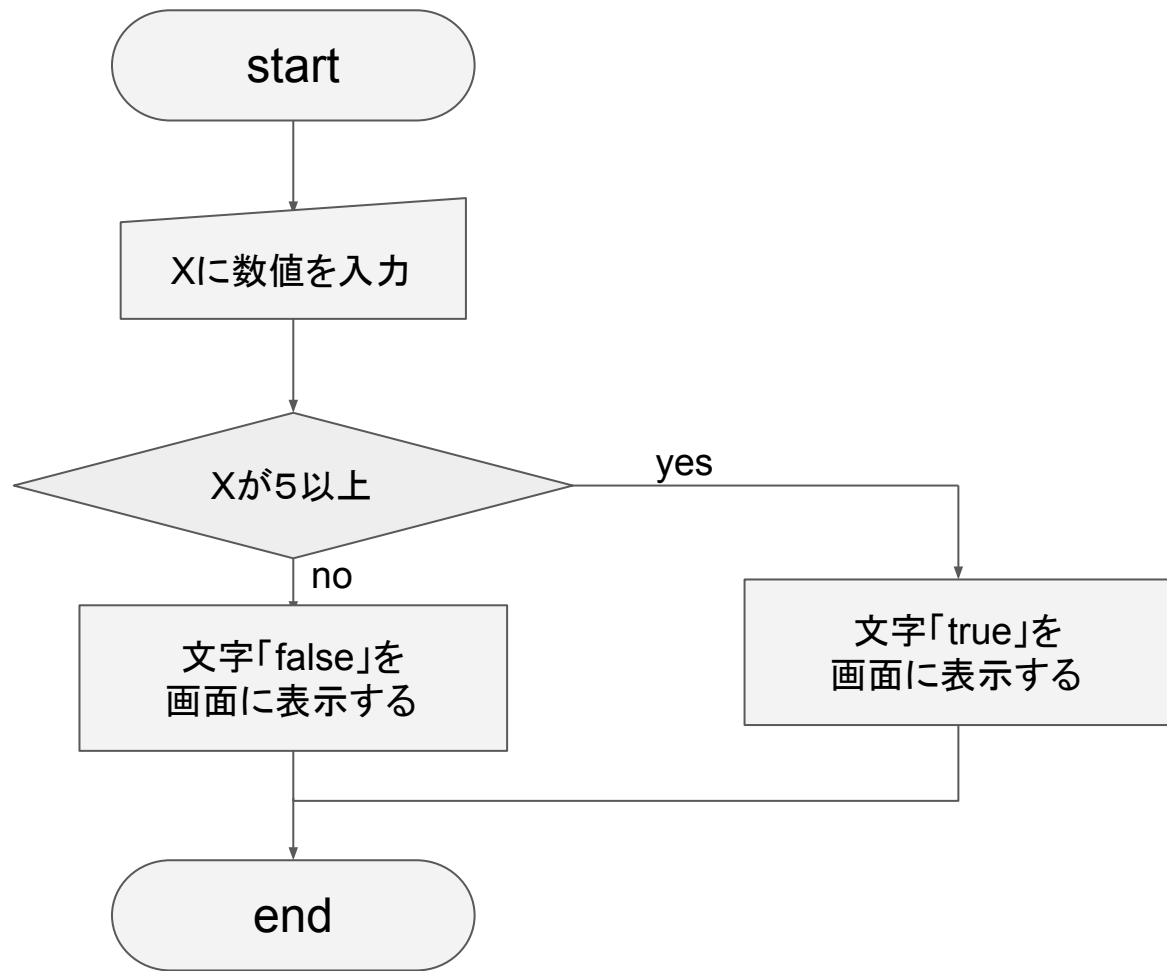 start
Xに数値を入力
Xが５以上
yes
no
文字「false」を
画面に表示する
文字「true」を
画面に表示する
end